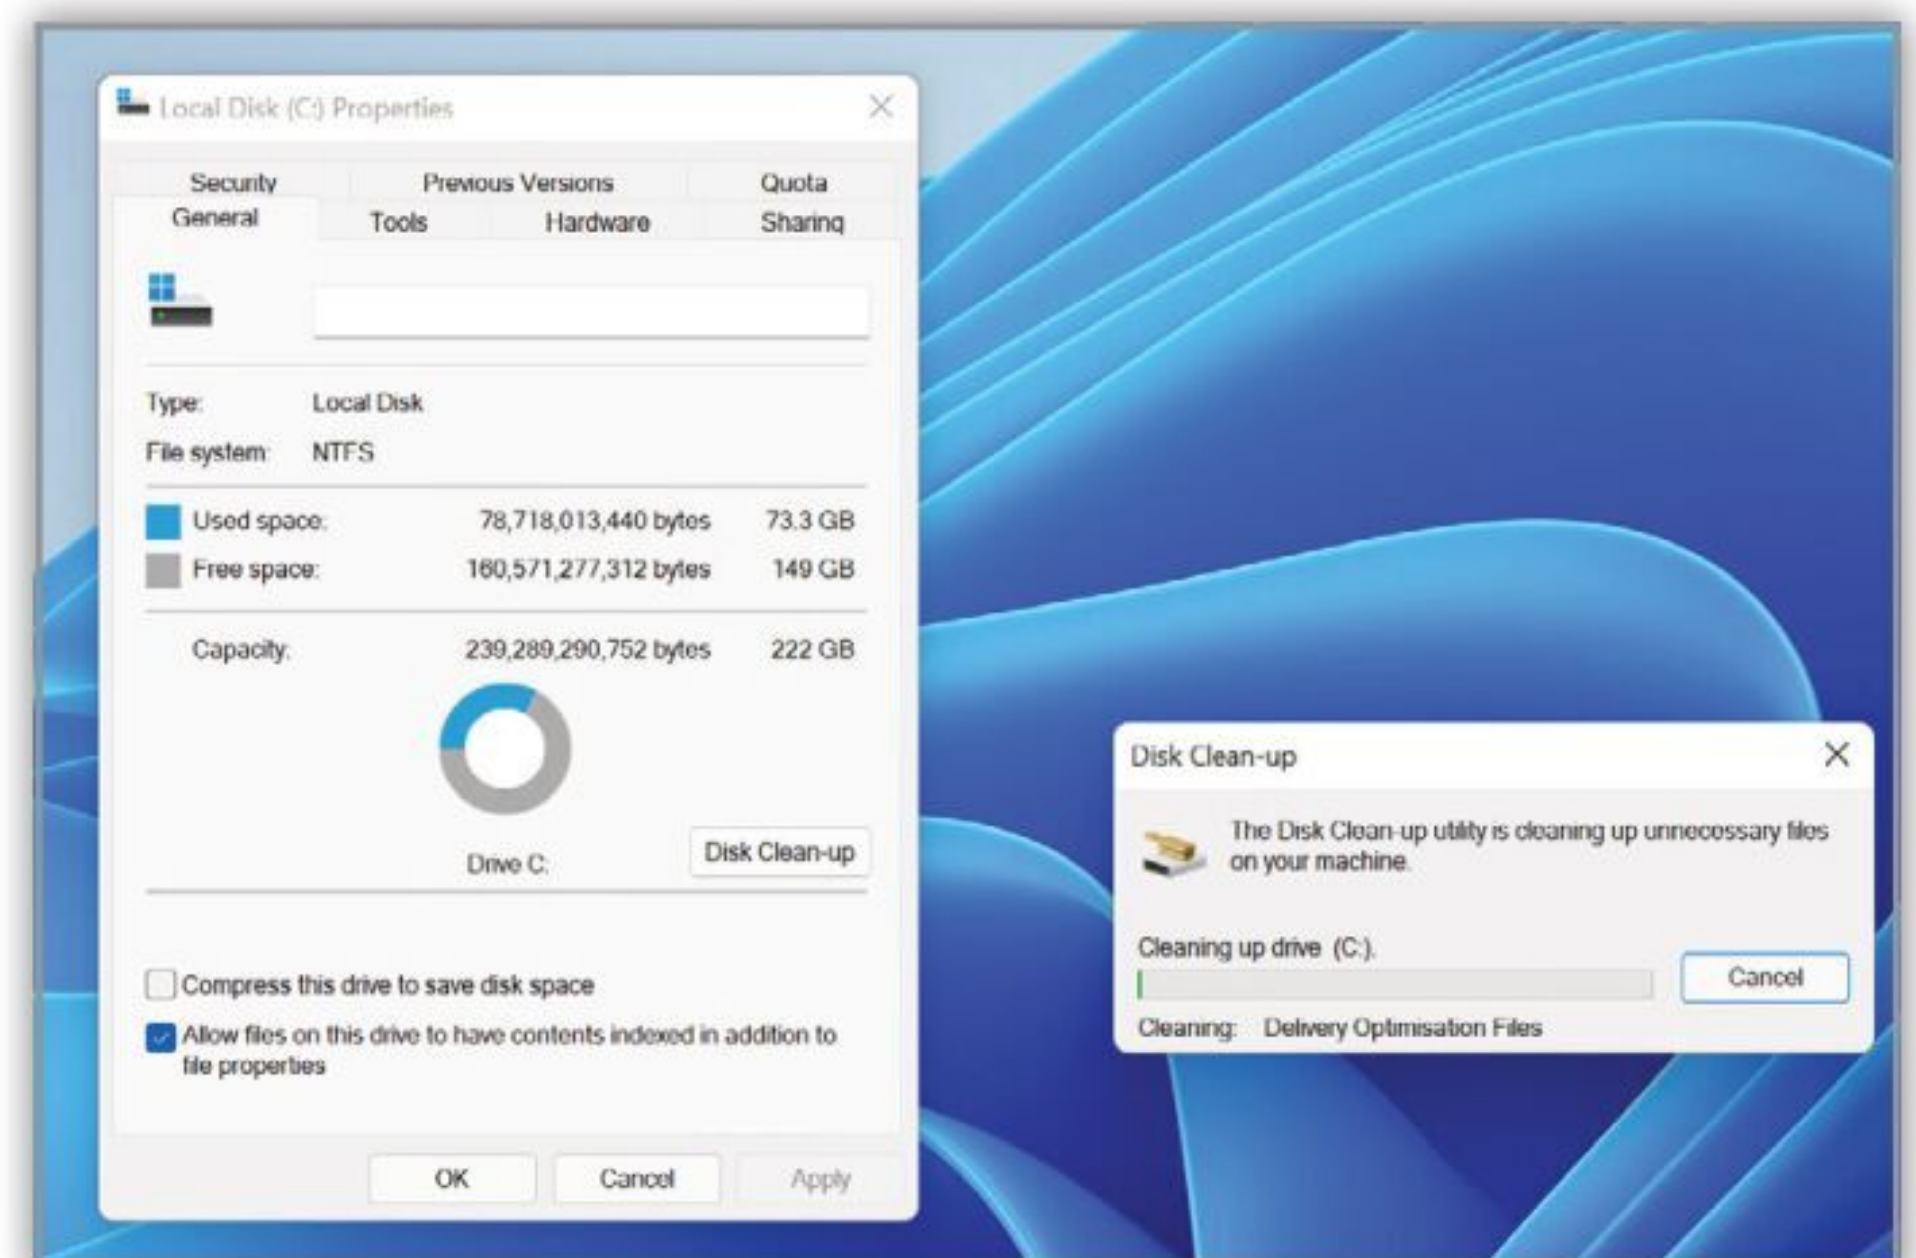 Local Disk (C:) Properties
Security Previous Versions Quota
General Tools Hardware Sharing
Type: Local Disk
File system: NTFS
Used space: 78,718,013,440 bytes 73.3 GB
Free space: 160,571,277,312 bytes 149 GB
Capacity: 239,289,290,752 bytes 222 GB
Drive C:
Disk Clean-up
Compress this drive to save disk space
Allow files on this drive to have contents indexed in addition to
file properties
OK Cancel Apply
Disk Clean-up
The Disk Clean-up utility is cleaning up unnecessary files
on your machine.
Cleaning up drive (C:).
Cancel
Cleaning: Delivery Optimisation Files